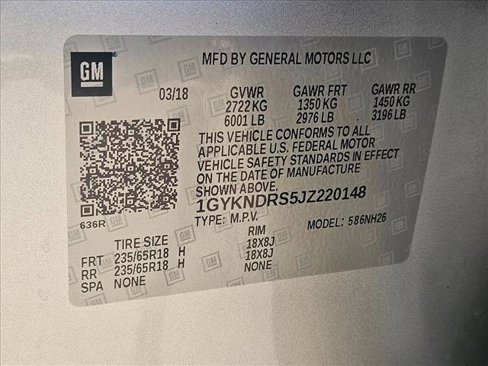 GM
MFD BY GENERAL MOTORS LLC
03/18 GVWR GAWR FRT GAWR RR
2722 KG 1350 KG 1450 KG
6001 LB 2976 LB 3196 LB
THIS VEHICLE CONFORMS TO ALL
APPLICABLE U.S. FEDERAL MOTOR
VEHICLE SAFETY STANDARDS IN EFFECT
ON THE DATE OF MANUFACTURE
SHOWN ABOVE.
1GYKNDRS5JZ220148
636R
TYPE: M.P.V. MODEL: 586NH26
TIRE SIZE RIM
FRT 235/65R18 H 18X8J
RR 235/65R18 H 18X8J
SPA NONE NONE